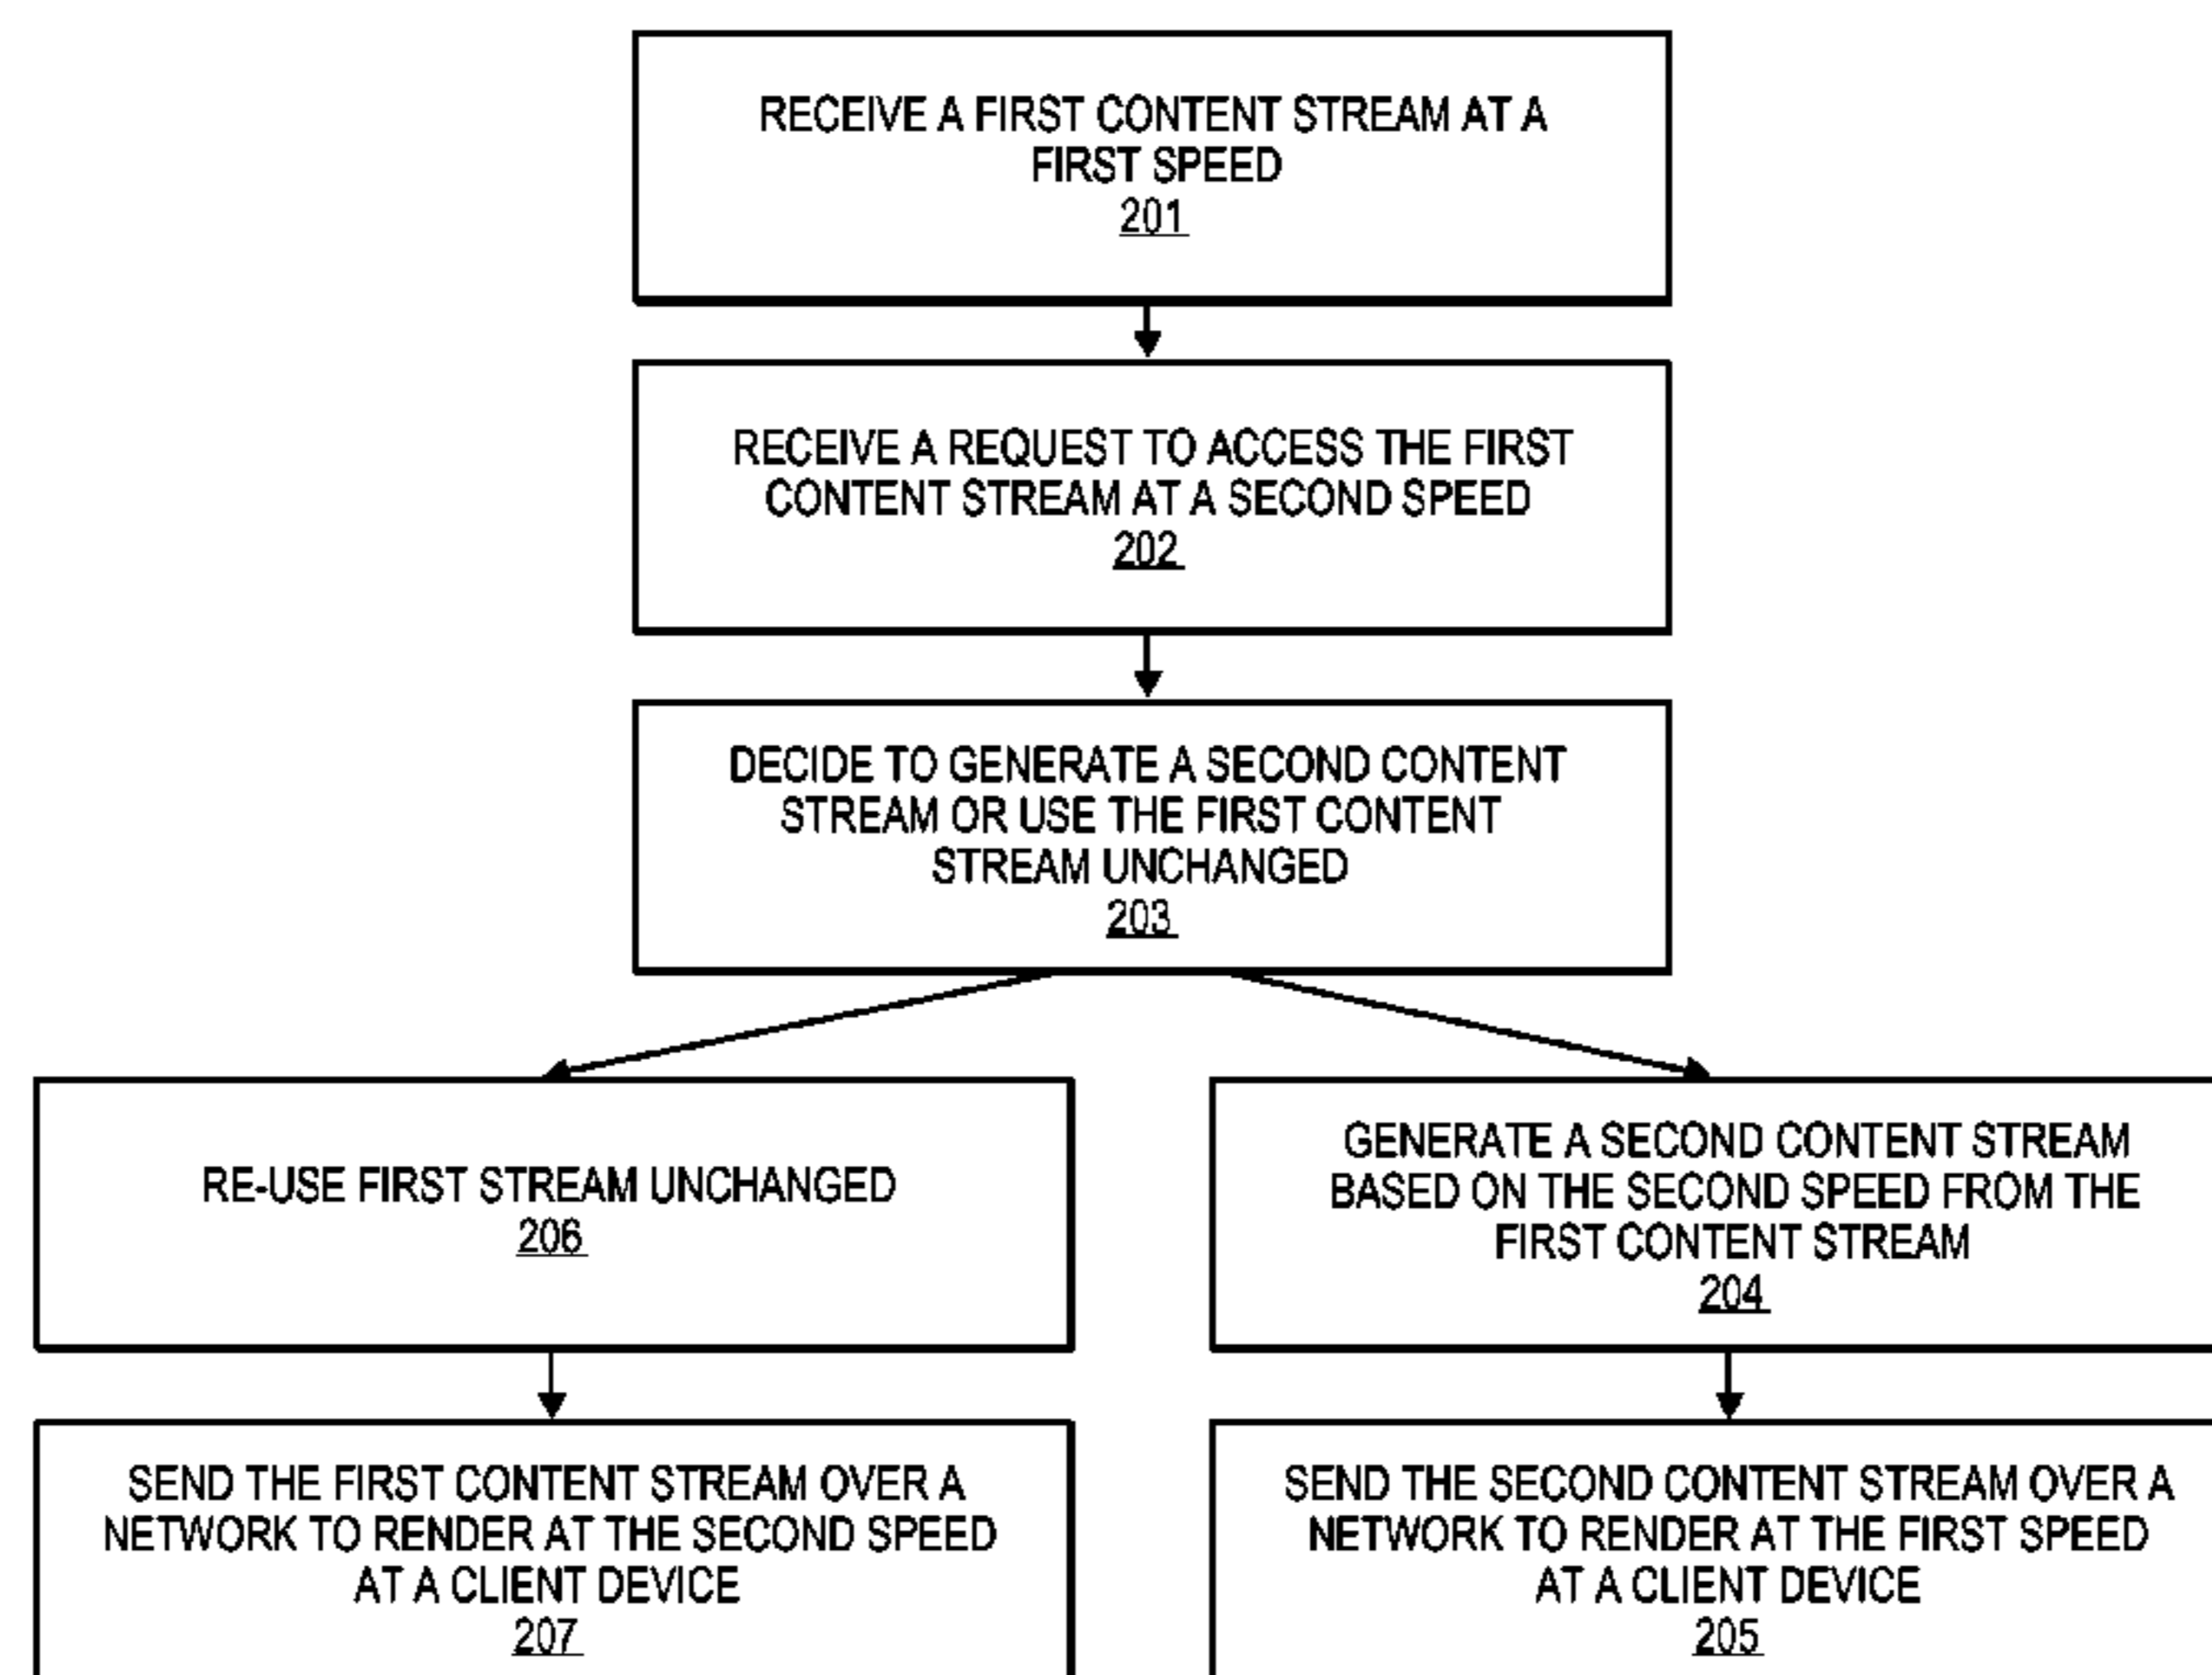 RECEIVE A FIRST CONTENT STREAM AT A
FIRST SPEED
201
RECEIVE A REQUEST TO ACCESS THE FIRST
CONTENT STREAM AT A SECOND SPEED
202
DECIDE TO GENERATE A SECOND CONTENT
STREAM OR USE THE FIRST CONTENT
STREAM UNCHANGED
203
RE-USE FIRST STREAM UNCHANGED
206
GENERATE A SECOND CONTENT STREAM
BASED ON THE SECOND SPEED FROM THE
FIRST CONTENT STREAM
204
SEND THE FIRST CONTENT STREAM OVER A
NETWORK TO RENDER AT THE SECOND SPEED
AT A CLIENT DEVICE
207
SEND THE SECOND CONTENT STREAM OVER A
NETWORK TO RENDER AT THE FIRST SPEED
AT A CLIENT DEVICE
205